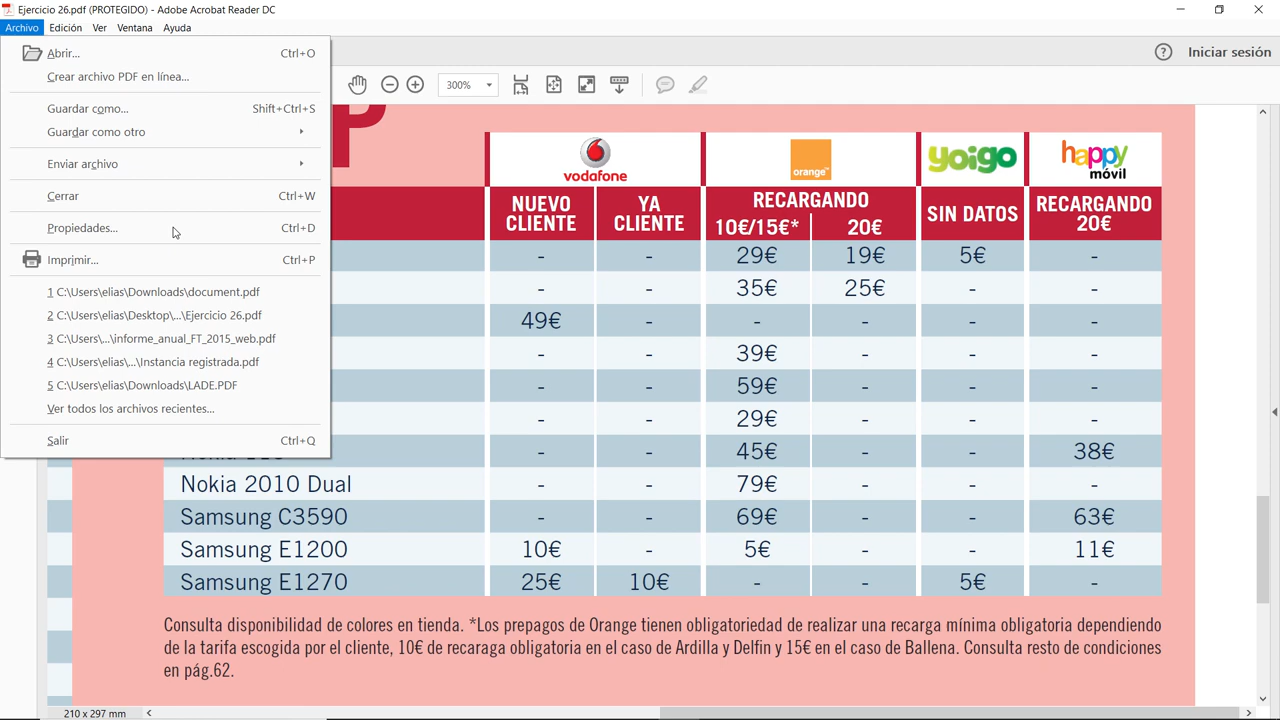 Ejercicio 26.pdf (PROTEGIDO) - Adobe Acrobat Reader DC
Archivo Edición Ver Ventana Ayuda
Abrir... Ctrl+O
Crear archivo PDF en línea...
Guardar como... Shift+Ctrl+S
Guardar como otro
Enviar archivo
Cerrar Ctrl+W
Propiedades... Ctrl+D
Imprimir... Ctrl+P
1 C:\Users\elias\Downloads\document.pdf
2 C:\Users\elias\Desktop\...\Ejercicio 26.pdf
3 C:\Users\...\informe_anual_FT_2015_web.pdf
4 C:\Users\elias\...\Instancia registrada.pdf
5 C:\Users\elias\Downloads\LADE.PDF
Ver todos los archivos recientes...
Salir Ctrl+Q
Iniciar sesión
300%
P
vodafone orange yoigo happy móvil
NUEVO CLIENTE YA CLIENTE RECARGANDO 10€/15€* 20€ SIN DATOS RECARGANDO 20€
- - 29€ 19€ 5€ -
- - 35€ 25€ - -
49€ - - - - -
- - 39€ - - -
- - 59€ - - -
- - 29€ - - -
- - 45€ - - 38€
Nokia 2010 Dual - - 79€ - - -
Samsung C3590 - - 69€ - - 63€
Samsung E1200 10€ - 5€ - - 11€
Samsung E1270 25€ 10€ - - 5€ -
Consulta disponibilidad de colores en tienda. *Los prepagos de Orange tienen obligatoriedad de realizar una recarga mínima obligatoria dependiendo
de la tarifa escogida por el cliente, 10€ de recaraga obligatoria en el caso de Ardilla y Delfín y 15€ en el caso de Ballena. Consulta resto de condiciones
en pág.62.
210 x 297 mm